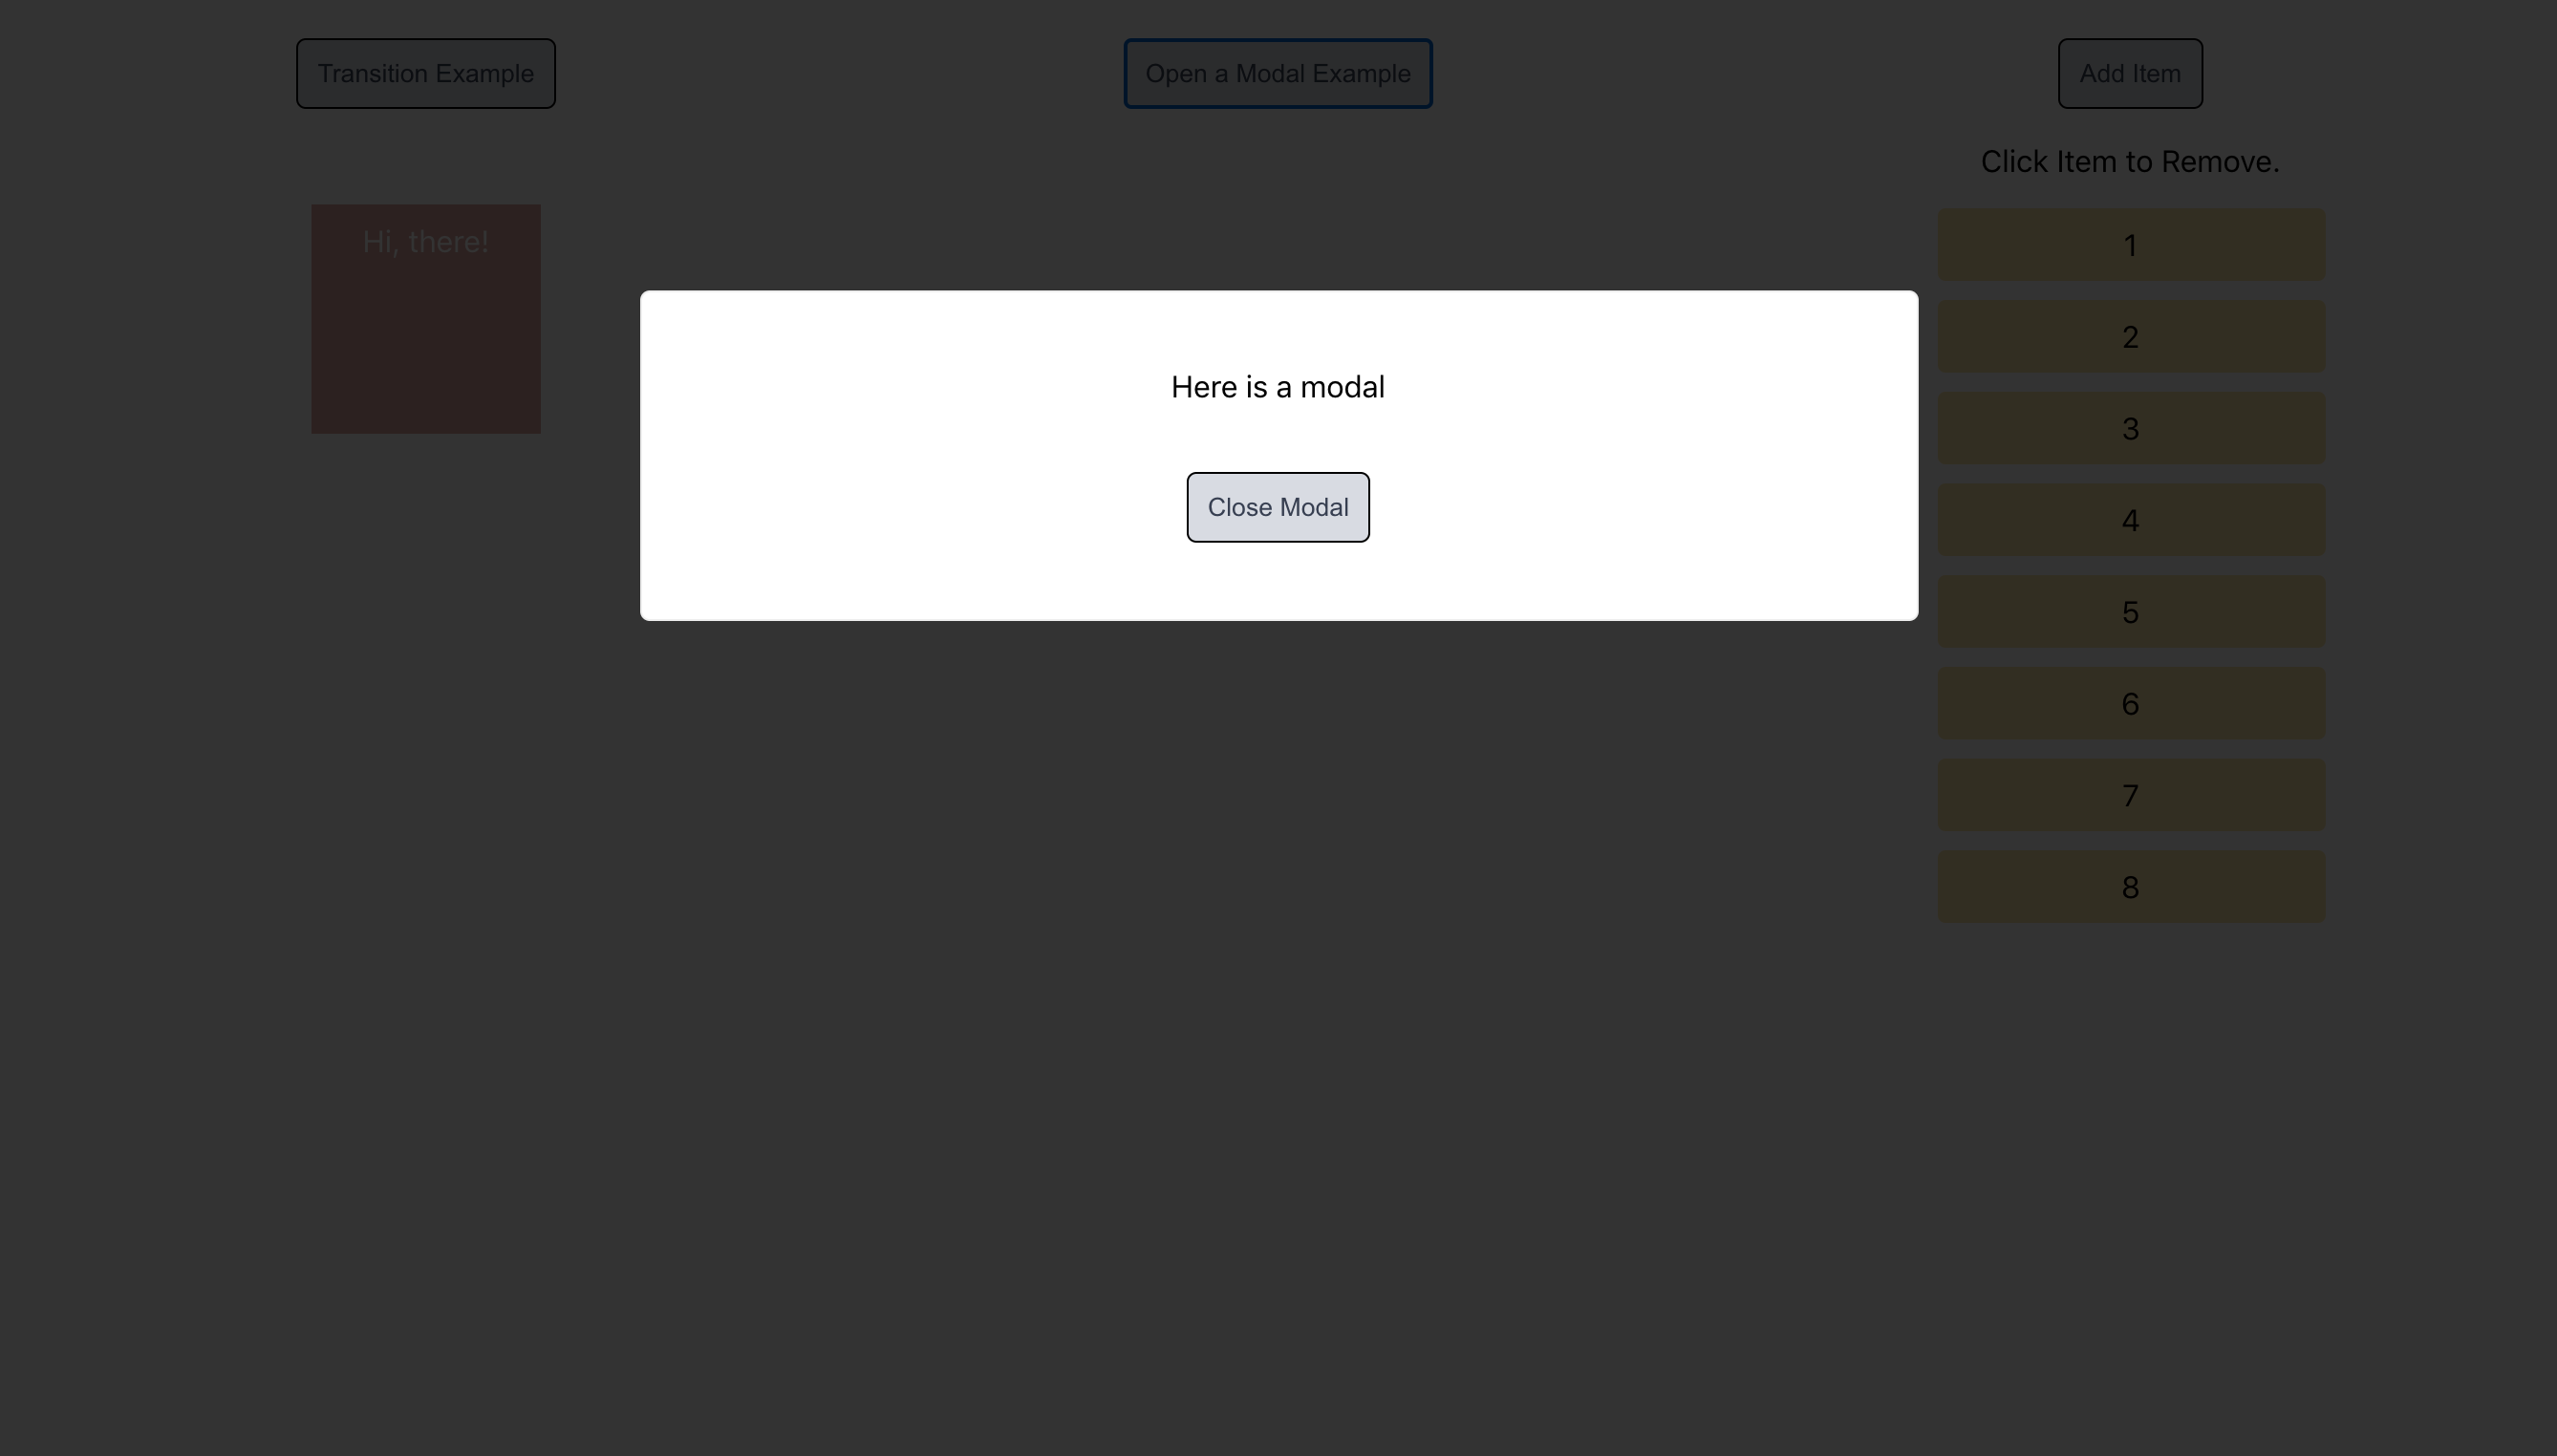 Transition Example
Open a Modal Example
Add Item
Click Item to Remove.
Hi, there!
1
2
3
4
5
6
7
8
Here is a modal
Close Modal